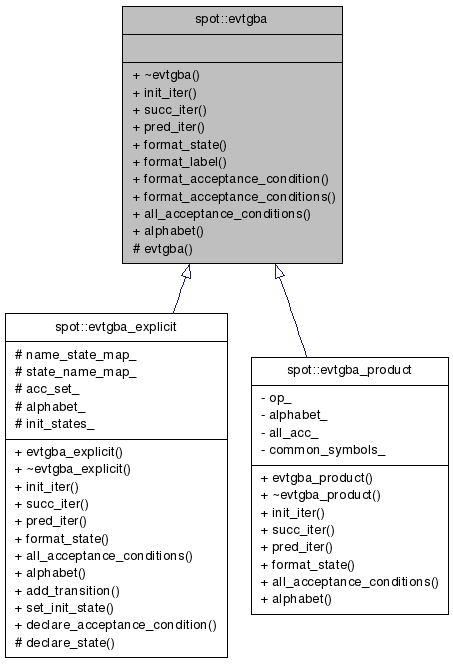 spot::evtgba
+ ~evtgba()
+ init_iter()
+ succ_iter()
+ pred_iter()
+ format_state()
+ format_label()
+ format_acceptance_condition()
+ format_acceptance_conditions()
+ all_acceptance_conditions()
+ alphabet()
# evtgba()
spot::evtgba_explicit
# name_state_map_
# state_name_map_
# acc_set_
# alphabet_
# init_states_
+ evtgba_explicit()
+ ~evtgba_explicit()
+ init_iter()
+ succ_iter()
+ pred_iter()
+ format_state()
+ all_acceptance_conditions()
+ alphabet()
+ add_transition()
+ set_init_state()
+ declare_acceptance_condition()
# declare_state()
spot::evtgba_product
- op_
- alphabet_
- all_acc_
- common_symbols_
+ evtgba_product()
+ ~evtgba_product()
+ init_iter()
+ succ_iter()
+ pred_iter()
+ format_state()
+ all_acceptance_conditions()
+ alphabet()